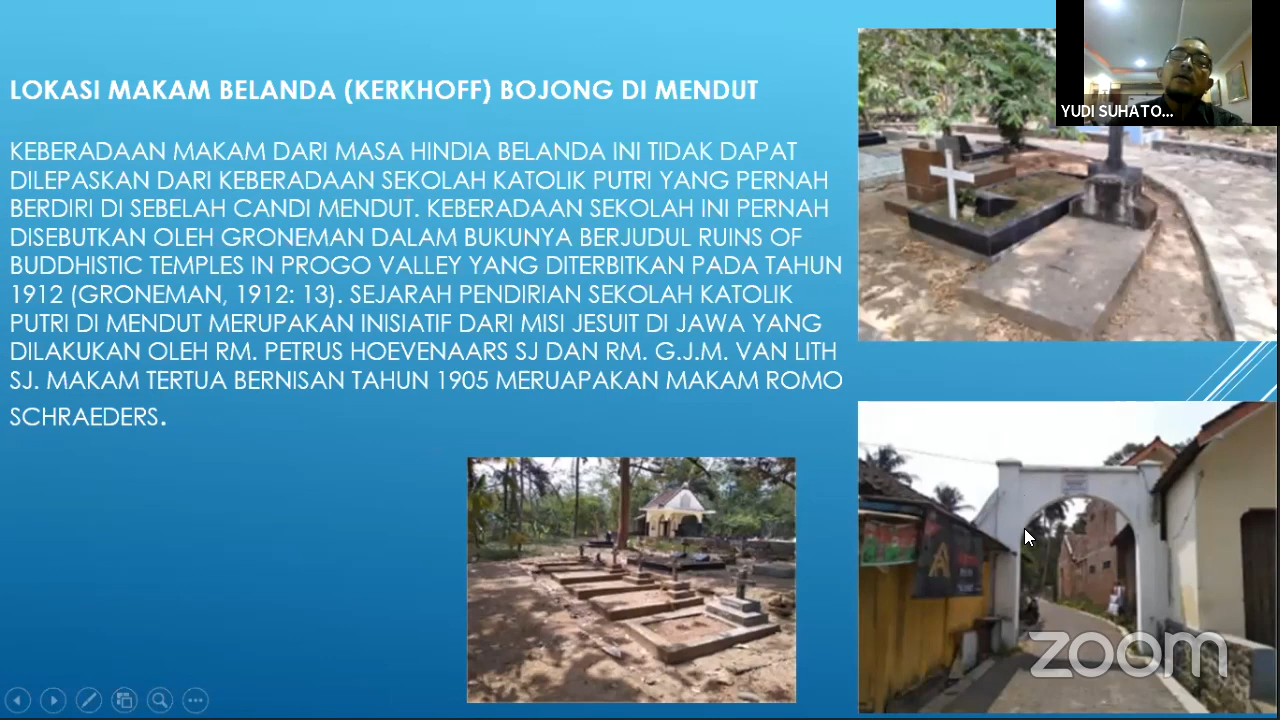 LOKASI MAKAM BELANDA (KERKHOFF) BOJONG DI MENDUT
KEBERADAAN MAKAM DARI MASA HINDIA BELANDA INI TIDAK DAPAT
DILEPASKAN DARI KEBERADAAN SEKOLAH KATOLIK PUTRI YANG PERNAH
BERDIRI DI SEBELAH CANDI MENDUT. KEBERADAAN SEKOLAH INI PERNAH
DISEBUTKAN OLEH GRONEMAN DALAM BUKUNYA BERJUDUL RUINS OF
BUDDHISTIC TEMPLES IN PROGO VALLEY YANG DITERBITKAN PADA TAHUN
1912 (GRONEMAN, 1912: 13). SEJARAH PENDIRIAN SEKOLAH KATOLIK
PUTRI DI MENDUT MERUPAKAN INISIATIF DARI MISI JESUIT DI JAWA YANG
DILAKUKAN OLEH RM. PETRUS HOEVENAARS SJ DAN RM. G.J.M. VAN LITH
SJ. MAKAM TERTUA BERNISAN TAHUN 1905 MERUAPAKAN MAKAM ROMO
SCHRAEDERS.
YUDI SUHATO...
zoom